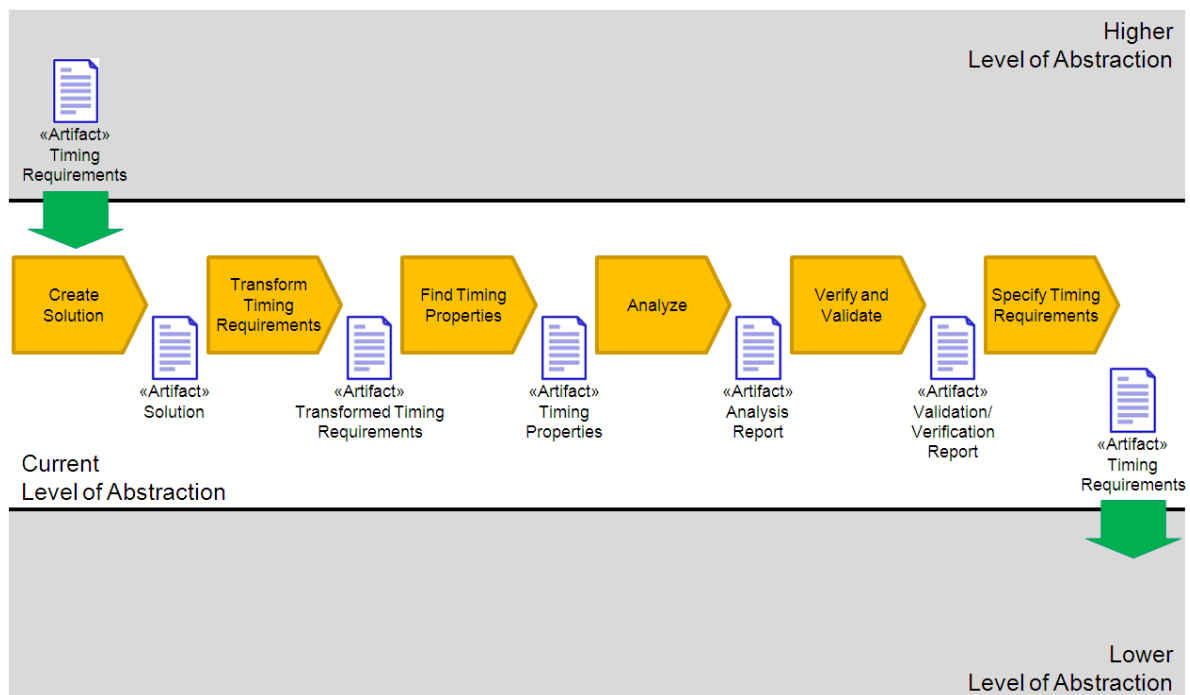 Higher
Level of Abstraction
«Artifact»
Timing
Requirements
Create
Solution
Transform
Timing
Requirements
Find Timing
Properties
Analyze
Verify and
Validate
Specify Timing
Requirements
«Artifact»
Solution
«Artifact»
Transformed Timing
Requirements
«Artifact»
Timing
Properties
«Artifact»
Analysis
Report
«Artifact»
Validation/
Verification
Report
«Artifact»
Timing
Requirements
Current
Level of Abstraction
Lower
Level of Abstraction